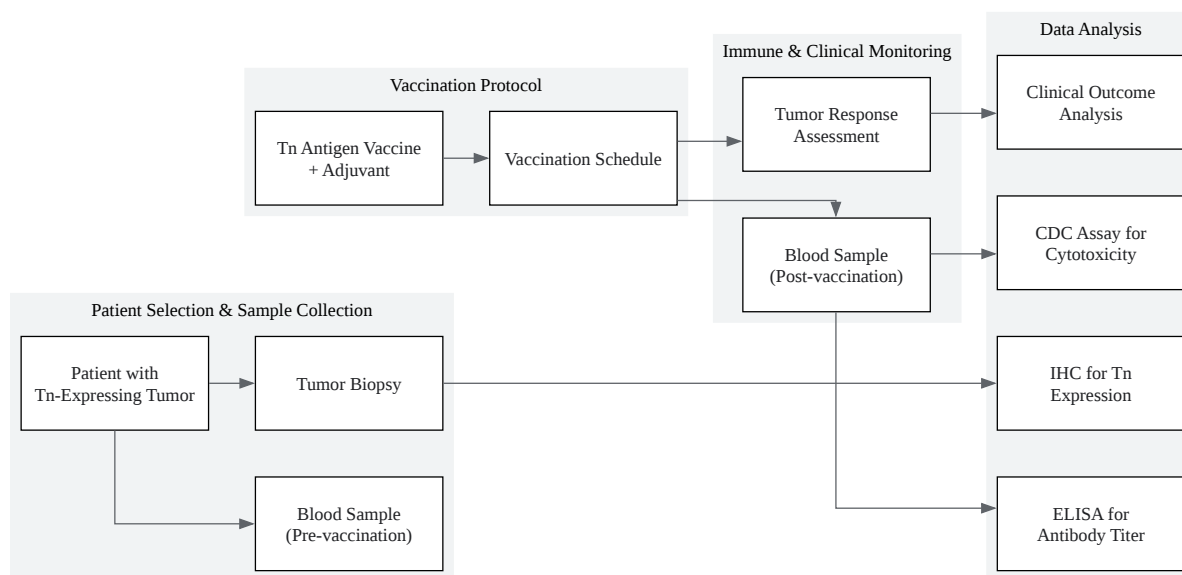 Data Analysis
Immune & Clinical Monitoring
Vaccination Protocol
Clinical Outcome
Analysis
Tumor Response
Assessment
Tn Antigen Vaccine
+ Adjuvant
Vaccination Schedule
CDC Assay for
Cytotoxicity
Blood Sample
(Post-vaccination)
Patient Selection & Sample Collection
Patient with
Tn-Expressing Tumor
Tumor Biopsy
IHC for Tn
Expression
Blood Sample
(Pre-vaccination)
ELISA for
Antibody Titer